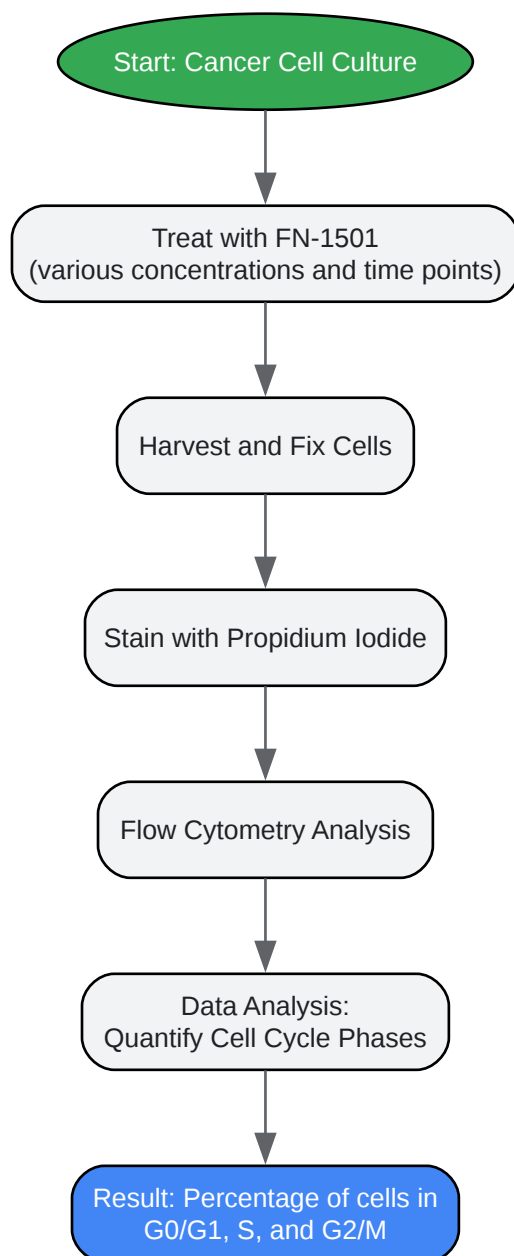 Start: Cancer Cell Culture
Treat with FN-1501
(various concentrations and time points)
Harvest and Fix Cells
Stain with Propidium Iodide
Flow Cytometry Analysis
Data Analysis:
Quantify Cell Cycle Phases
Result: Percentage of cells in
G0/G1, S, and G2/M